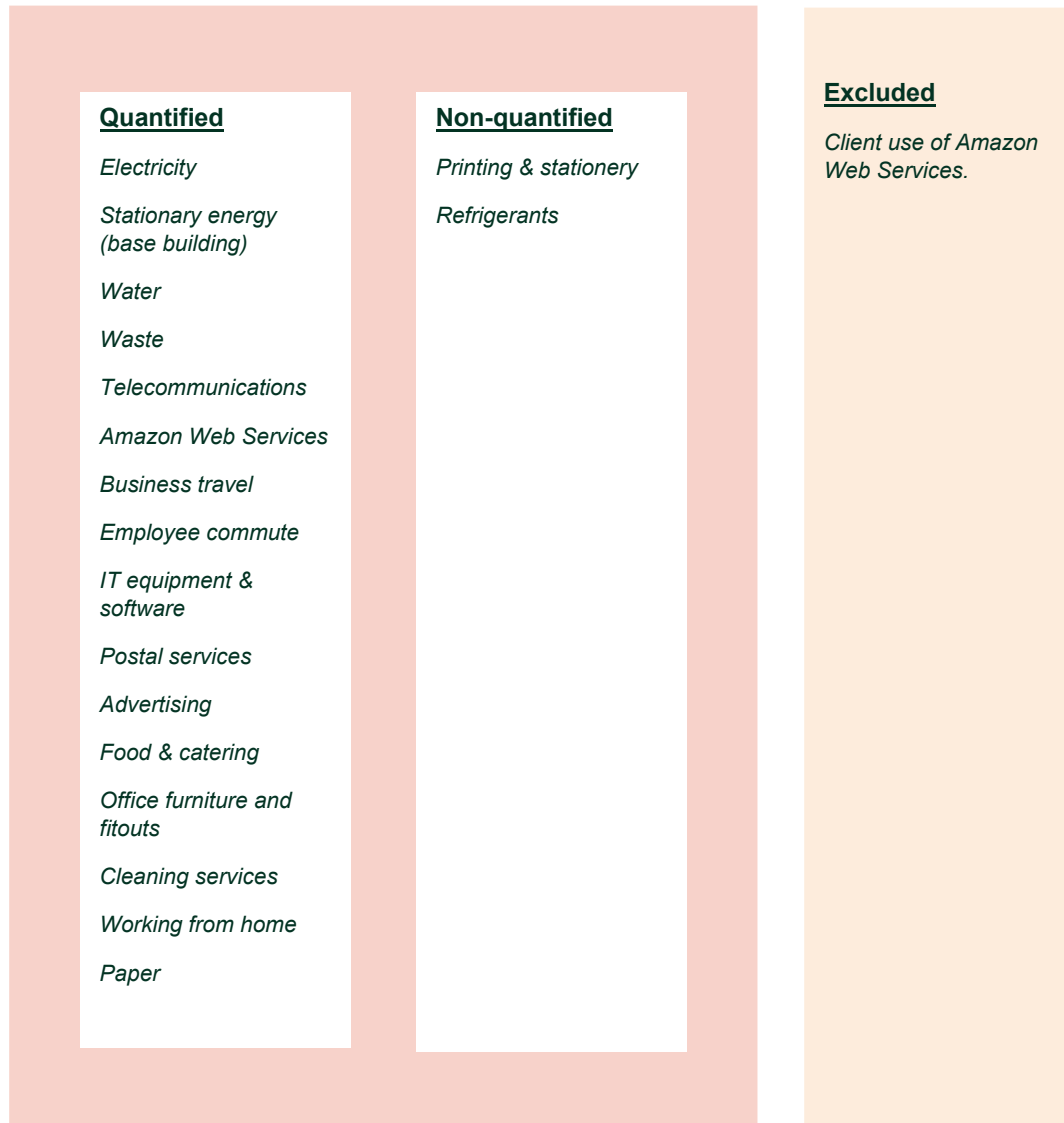 Quantified
Electricity
Stationary energy
(base building)
Water
Waste
Telecommunications
Amazon Web Services
Business travel
Employee commute
IT equipment &
software
Postal services
Advertising
Food & catering
Office furniture and
fitouts
Cleaning services
Working from home
Paper
Non-quantified
Printing & stationery
Refrigerants
Excluded
Client use of Amazon
Web Services.